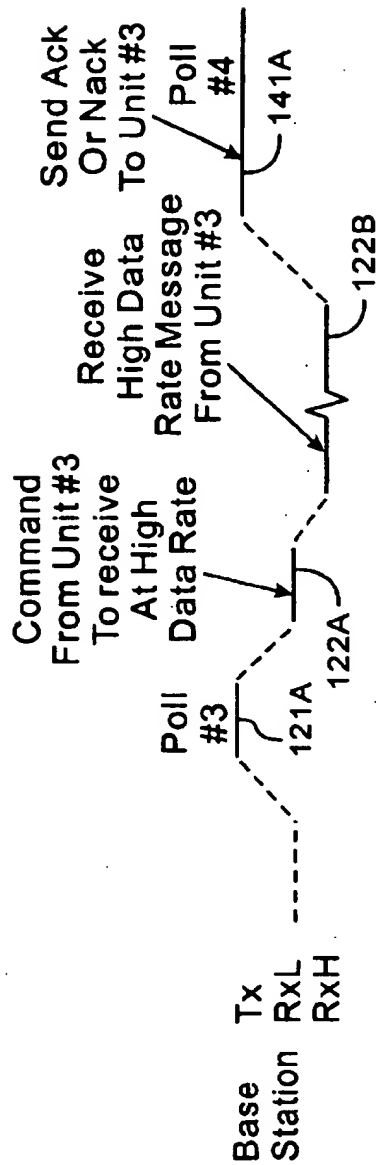 Base
Station
Tx
RxL
RxH
Poll
#3
121A
Command
From Unit #3
To receive
At High
Data Rate
122A
Receive
High Data
Rate Message
From Unit #3
122B
Send Ack
Or Nack
To Unit #3
Poll
#4
141A